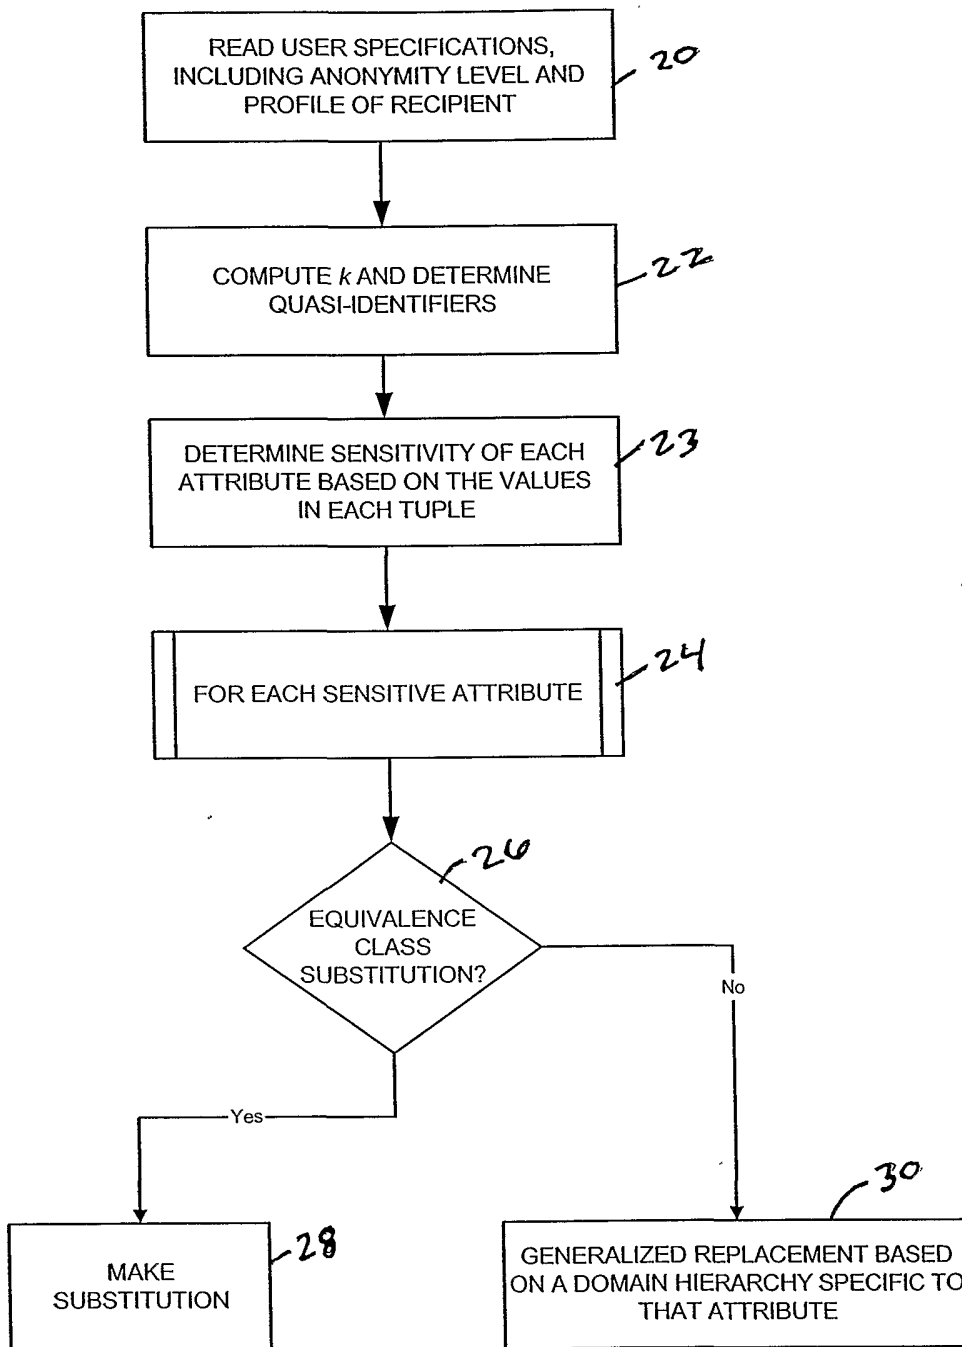 READ USER SPECIFICATIONS,
INCLUDING ANONYMITY LEVEL AND
PROFILE OF RECIPIENT
20
COMPUTE k AND DETERMINE
QUASI-IDENTIFIERS
22
DETERMINE SENSITIVITY OF EACH
ATTRIBUTE BASED ON THE VALUES
IN EACH TUPLE
23
FOR EACH SENSITIVE ATTRIBUTE
24
26
EQUIVALENCE
CLASS
SUBSTITUTION?
No
Yes
MAKE
SUBSTITUTION
28
30
GENERALIZED REPLACEMENT BASED
ON A DOMAIN HIERARCHY SPECIFIC TO
THAT ATTRIBUTE